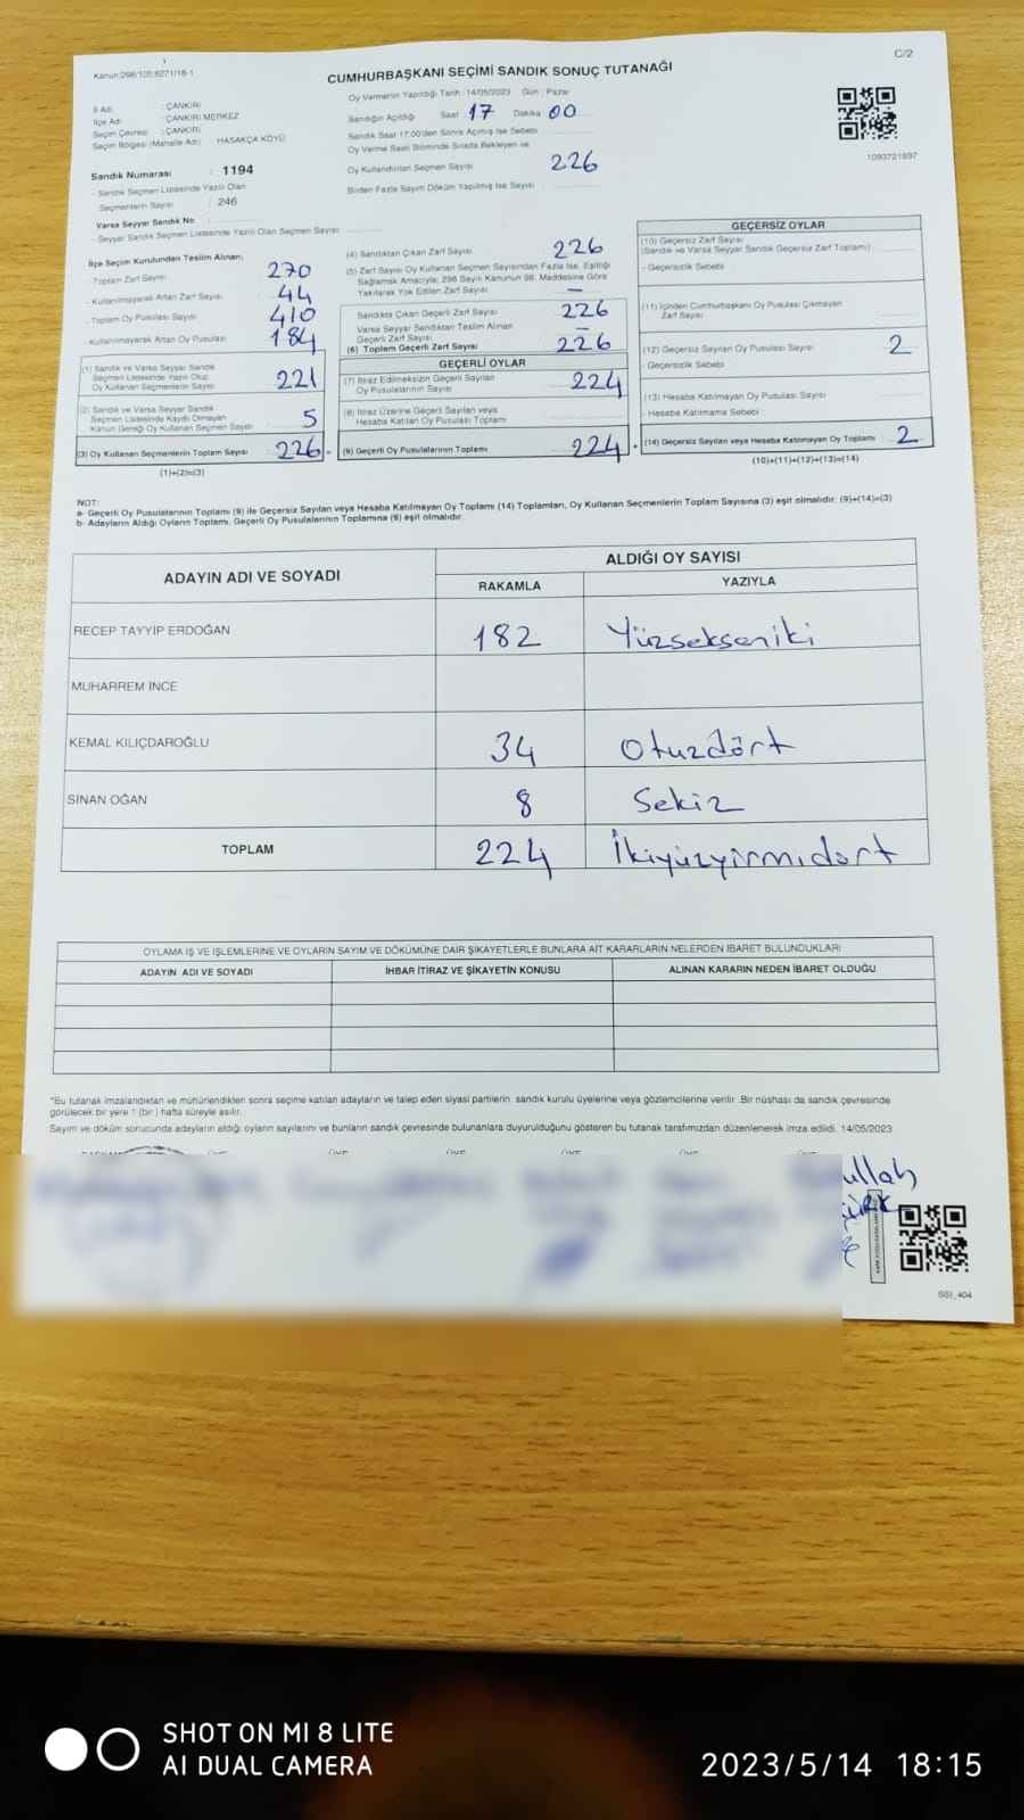 C/2
Kanun:298/105,6271/18-1
CUMHURBAŞKANI SEÇİMİ SANDIK SONUÇ TUTANAĞI
İl Adı : ÇANKIRI
İlçe Adı : ÇANKIRI MERKEZ
Seçim Çevresi : ÇANKIRI
Seçim Bölgesi (Mahalle Adı) HASAKÇA KÖYÜ
Sandık Numarası : 1194
- Sandık Seçmen Listesinde Yazılı Olan
Seçmenlerin Sayısı : 246
Varsa Seyyar Sandık No
- Seyyar Sandık Seçmen Listesinde Yazılı Olan Seçmen Sayısı
Oy Vermenin Yapıldığı Tarih : 14/05/2023 Gün : Pazar
Sandığın Açıldığı Saat 17 Dakika 00
Sandık Saat 17:00'den Sonra Açılmış İse Sebebi
Oy Verme Saati Bitiminde Sırada Bekleyen ve
Oy Kullandırılan Seçmen Sayısı 226
Birden Fazla Sayım Döküm Yapılmış İse Sayısı
1093721897
İlçe Seçim Kurulundan Teslim Alınan;
- Toplam Zarf Sayısı 270
- Kullanılmayarak Artan Zarf Sayısı 44
- Toplam Oy Pusulası Sayısı 410
- Kullanılmayarak Artan Oy Pusulası 184
(1) Sandık ve Varsa Seyyar Sandık
Seçmen Listesinde Yazılı Olup
Oy Kullanan Seçmenlerin Sayısı 221
(2) Sandık ve Varsa Seyyar Sandık
Seçmen Listesinde Kaydı Olmayan
Kanun Gereği Oy Kullanan Seçmen Sayısı 5
(3) Oy Kullanan Seçmenlerin Toplam Sayısı 226
(1)+(2)=(3)
(4) Sandıktan Çıkan Zarf Sayısı 226
(5) Zarf Sayısı Oy Kullanan Seçmen Sayısından Fazla İse, Eşitliği
Sağlamak Amacıyla; 298 Sayılı Kanunun 98. Maddesine Göre
Yakılarak Yok Edilen Zarf Sayısı –
Sandıkta Çıkan Geçerli Zarf Sayısı 226
Varsa Seyyar Sandıktan Teslim Alınan
Geçerli Zarf Sayısı –
(6) Toplam Geçerli Zarf Sayısı 226
GEÇERLİ OYLAR
(7) İtiraz Edilmeksizin Geçerli Sayılan
Oy Pusulalarının Sayısı 224
(8) İtiraz Üzerine Geçerli Sayılan veya
Hesaba Katılan Oy Pusulası Toplamı
(9) Geçerli Oy Pusulalarının Toplamı 224
GEÇERSİZ OYLAR
(10) Geçersiz Zarf Sayısı
(Sandık ve Varsa Seyyar Sandık Geçersiz Zarf Toplamı)
- Geçersizlik Sebebi
(11) İçinden Cumhurbaşkanı Oy Pusulası Çıkmayan
Zarf Sayısı
(12) Geçersiz Sayılan Oy Pusulası Sayısı 2
Geçersizlik Sebebi
(13) Hesaba Katılmayan Oy Pusulası Sayısı
- Hesaba Katılmama Sebebi
(14) Geçersiz Sayılan veya Hesaba Katılmayan Oy Toplamı 2
(10)+(11)+(12)+(13)=(14)
NOT:
a- Geçerli Oy Pusulalarının Toplamı (9) ile Geçersiz Sayılan veya Hesaba Katılmayan Oy Toplamı (14) Toplamları, Oy Kullanan Seçmenlerin Toplam Sayısına (3) eşit olmalıdır. (9)+(14)=(3)
b- Adayların Aldığı Oyların Toplamı, Geçerli Oy Pusulalarının Toplamına (9) eşit olmalıdır.
ADAYIN ADI VE SOYADI
ALDIĞI OY SAYISI
RAKAMLA YAZIYLA
RECEP TAYYİP ERDOĞAN 182 Yüzsekseniki
MUHARREM İNCE
KEMAL KILIÇDAROĞLU 34 Otuzdört
SİNAN OĞAN 8 Sekiz
TOPLAM 224 İkiyüzyirmidört
OYLAMA İŞ VE İŞLEMLERİNE VE OYLARIN SAYIM VE DÖKÜMÜNE DAİR ŞİKAYETLERLE BUNLARA AİT KARARLARIN NELERDEN İBARET BULUNDUKLARI
ADAYIN ADI VE SOYADI İHBAR İTİRAZ VE ŞİKAYETİN KONUSU ALINAN KARARIN NEDEN İBARET OLDUĞU
*Bu tutanak imzalandıktan ve mühürlendikten sonra seçime katılan adayların ve talep eden siyasi partilerin, sandık kurulu üyelerine veya gözlemcilerine verilir. Bir nüshası da sandık çevresinde
görülecek bir yere 1 (bir) hafta süreyle asılır.
Sayım ve döküm sonucunda adayların aldığı oyların sayılarını ve bunların sandık çevresinde bulunanlara duyurulduğunu gösteren bu tutanak tarafımızdan düzenlenerek imza edildi. 14/05/2023
ullah
SSI_404
SHOT ON MI 8 LITE
AI DUAL CAMERA
2023/5/14 18:15